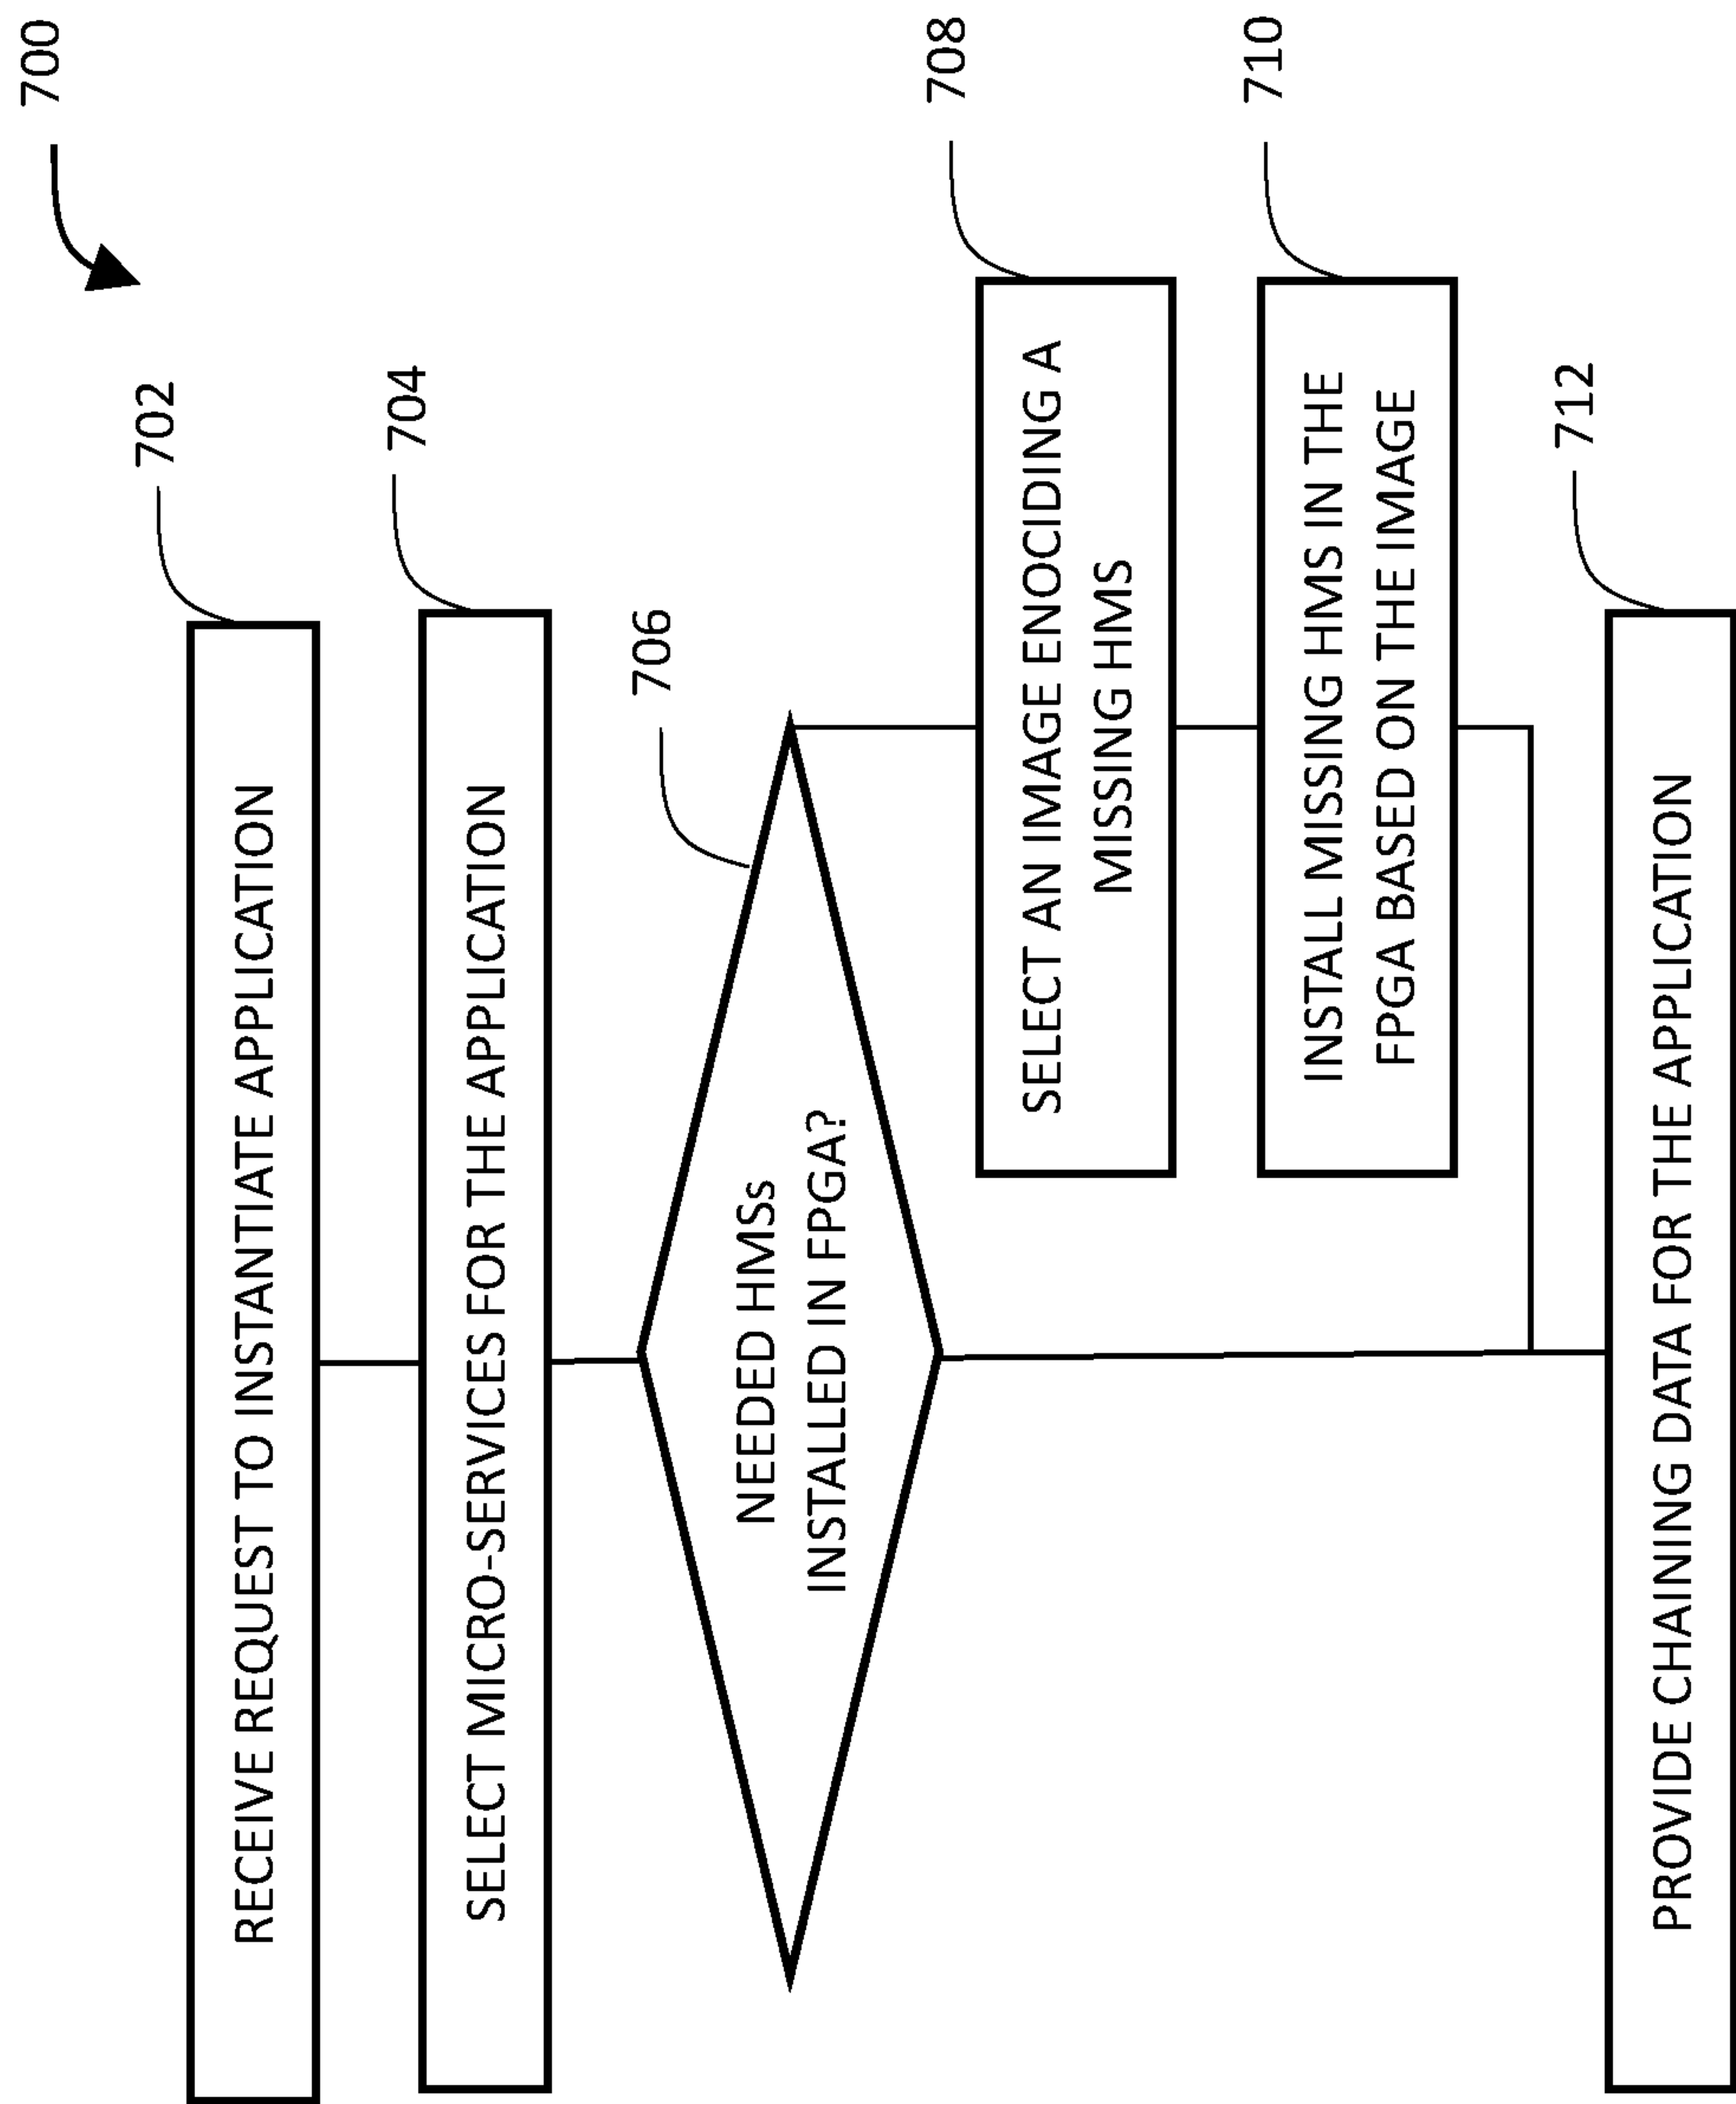 700
702
RECEIVE REQUEST TO INSTANTIATE APPLICATION
704
SELECT MICRO-SERVICES FOR THE APPLICATION
706
NEEDED HMSs
INSTALLED IN FPGA?
708
SELECT AN IMAGE ENOCIDING A
MISSING HMS
710
INSTALL MISSING HMS IN THE
FPGA BASED ON THE IMAGE
712
PROVIDE CHAINING DATA FOR THE APPLICATION